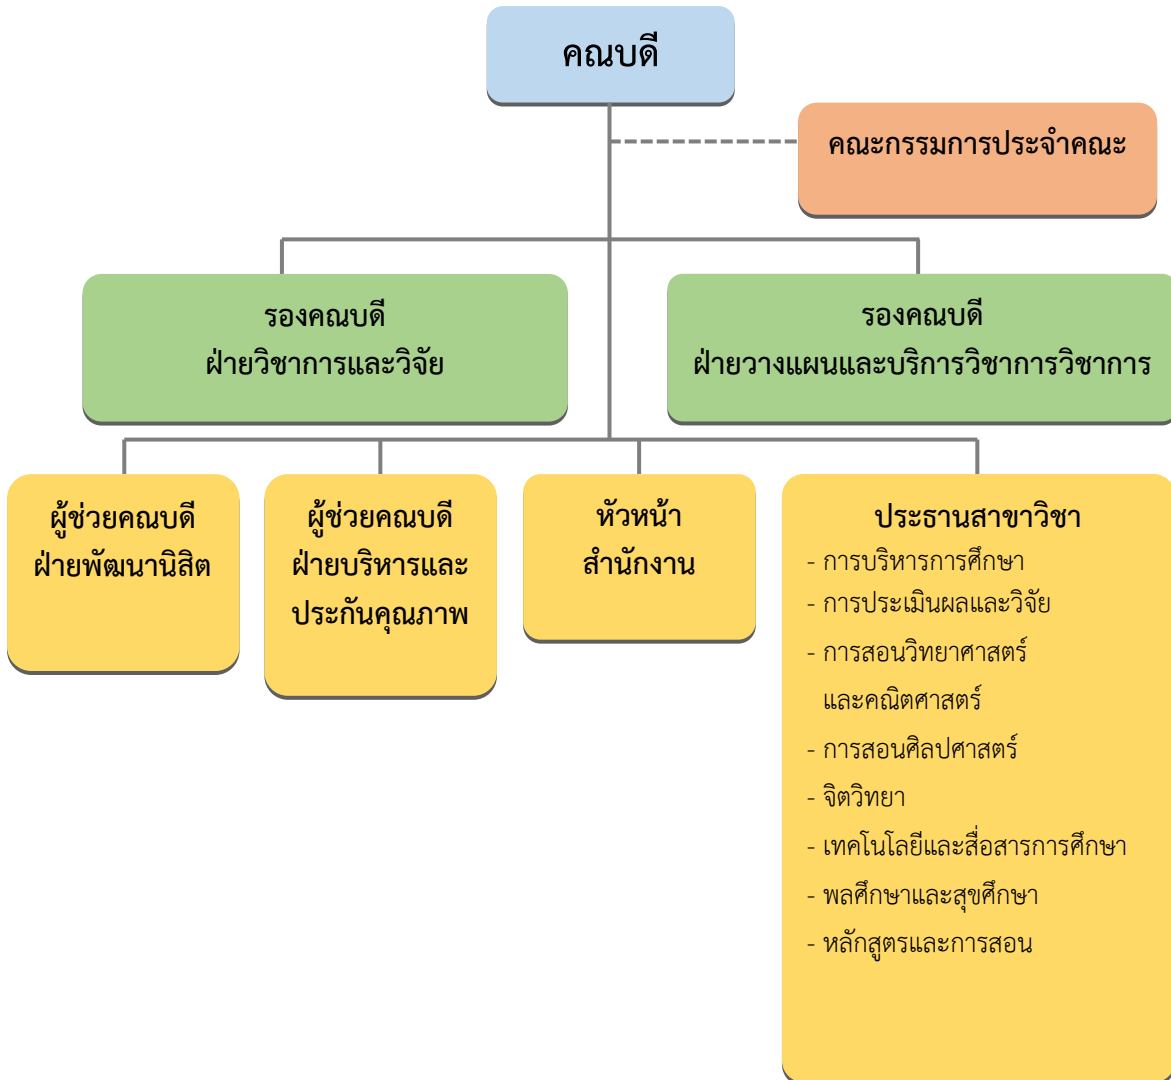 คณบดี
คณะกรรมการประจำคณะ
รองคณบดี
ฝ่ายวิชาการและวิจัย
รองคณบดี
ฝ่ายวางแผนและบริการวิชาการวิชาการ
ผู้ช่วยคณบดี
ฝ่ายพัฒนานิสิต
ผู้ช่วยคณบดี
ฝ่ายบริหารและ
ประกันคุณภาพ
หัวหน้า
สำนักงาน
ประธานสาขาวิชา
- การบริหารการศึกษา
- การประเมินผลและวิจัย
- การสอนวิทยาศาสตร์
และคณิตศาสตร์
- การสอนศิลปศาสตร์
- จิตวิทยา
- เทคโนโลยีและสื่อสารการศึกษา
- พลศึกษาและสุขศึกษา
- หลักสูตรและการสอน